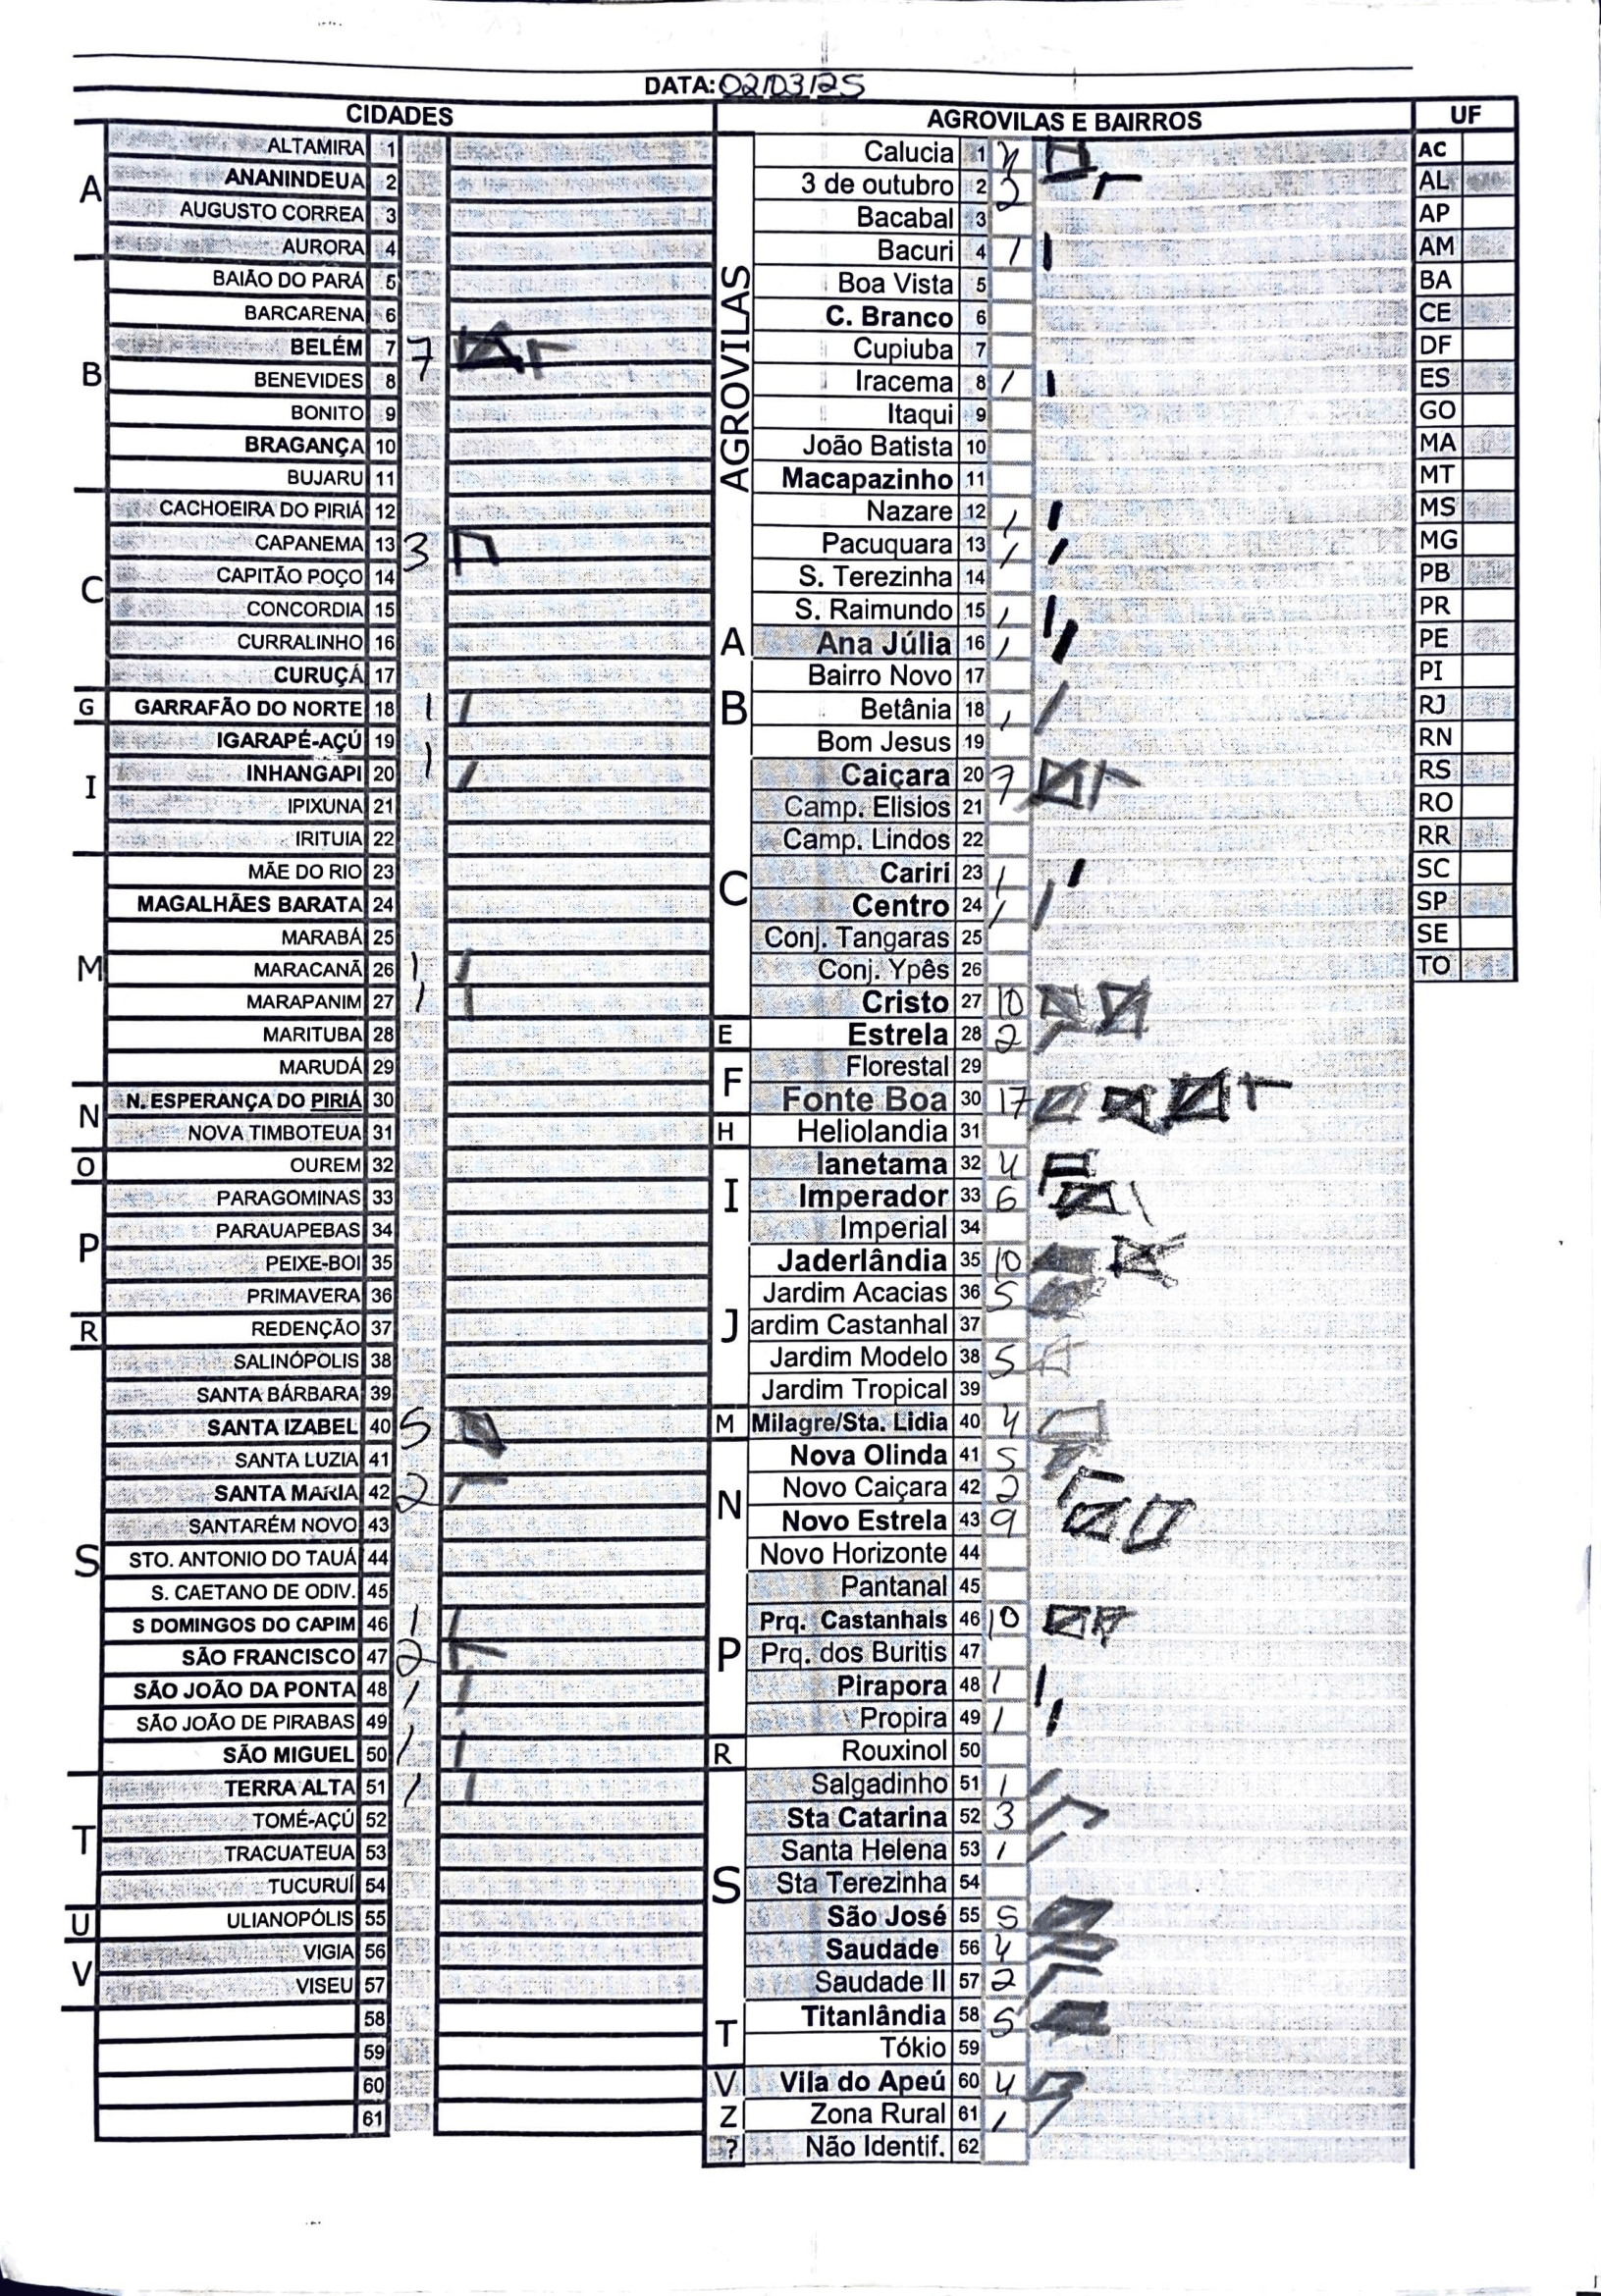 DATA: 02/03/25
CIDADES
A
ALTAMIRA 1
ANANINDEUA 2
AUGUSTO CORREA 3
AURORA 4
B
BAIÃO DO PARÁ 5
BARCARENA 6
BELÉM 7 7
BENEVIDES 8
BONITO 9
BRAGANÇA 10
BUJARU 11
C
CACHOEIRA DO PIRIÁ 12
CAPANEMA 13 3
CAPITÃO POÇO 14
CONCORDIA 15
CURRALINHO 16
CURUÇÁ 17
G
GARRAFÃO DO NORTE 18 1
I
IGARAPÉ-AÇÚ 19
INHANGAPI 20 1
IPIXUNA 21
IRITUIA 22
M
MÃE DO RIO 23
MAGALHÃES BARATA 24
MARABÁ 25
MARACANÃ 26 1
MARAPANIM 27 1
MARITUBA 28
MARUDÁ 29
N
N. ESPERANÇA DO PIRIÁ 30
NOVA TIMBOTEUA 31
O
OUREM 32
P
PARAGOMINAS 33
PARAUAPEBAS 34
PEIXE-BOI 35
PRIMAVERA 36
R
REDENÇÃO 37
S
SALINÓPOLIS 38
SANTA BÁRBARA 39
SANTA IZABEL 40 5
SANTA LUZIA 41
SANTA MARIA 42 2
SANTARÉM NOVO 43
STO. ANTONIO DO TAUÁ 44
S. CAETANO DE ODIV. 45
S DOMINGOS DO CAPIM 46 1
SÃO FRANCISCO 47 2
SÃO JOÃO DA PONTA 48 1
SÃO JOÃO DE PIRABAS 49
SÃO MIGUEL 50 1
T
TERRA ALTA 51 1
TOMÉ-AÇÚ 52
TRACUATEUA 53
TUCURUÍ 54
U
ULIANOPÓLIS 55
V
VIGIA 56
VISEU 57
58
59
60
61
AGROVILAS E BAIRROS
AGROVILAS
Calucia 1 4
3 de outubro 2 2
Bacabal 3
Bacuri 4 1
Boa Vista 5
C. Branco 6
Cupiuba 7
Iracema 8 1
Itaqui 9
João Batista 10
Macapazinho 11
Nazare 12 1
Pacuquara 13 1
S. Terezinha 14
S. Raimundo 15 1
A
Ana Júlia 16 1
B
Bairro Novo 17
Betânia 18 1
Bom Jesus 19
C
Caiçara 20 7
Camp. Elisios 21
Camp. Lindos 22
Cariri 23 1
Centro 24 1
Conj. Tangaras 25
Conj. Ypês 26
Cristo 27 10
E
Estrela 28 2
F
Florestal 29
Fonte Boa 30 17
H
Heliolandia 31
I
Ianetama 32 4
Imperador 33 6
Imperial 34
J
Jaderlândia 35 10
Jardim Acacias 36 5
ardim Castanhal 37
Jardim Modelo 38 5
Jardim Tropical 39
M
Milagre/Sta. Lidia 40 4
N
Nova Olinda 41 5
Novo Caiçara 42 2
Novo Estrela 43 9
Novo Horizonte 44
P
Pantanal 45
Prq. Castanhais 46 10
Prq. dos Buritis 47
Pirapora 48 1
Propira 49 1
R
Rouxinol 50
S
Salgadinho 51 1
Sta Catarina 52 3
Santa Helena 53 1
Sta Terezinha 54
São José 55 5
Saudade 56 4
Saudade II 57 2
T
Titanlândia 58 5
Tókio 59
V
Vila do Apeú 60 4
Z
Zona Rural 61 1
?
Não Identif. 62
UF
AC
AL
AP
AM
BA
CE
DF
ES
GO
MA
MT
MS
MG
PB
PR
PE
PI
RJ
RN
RS
RO
RR
SC
SP
SE
TO